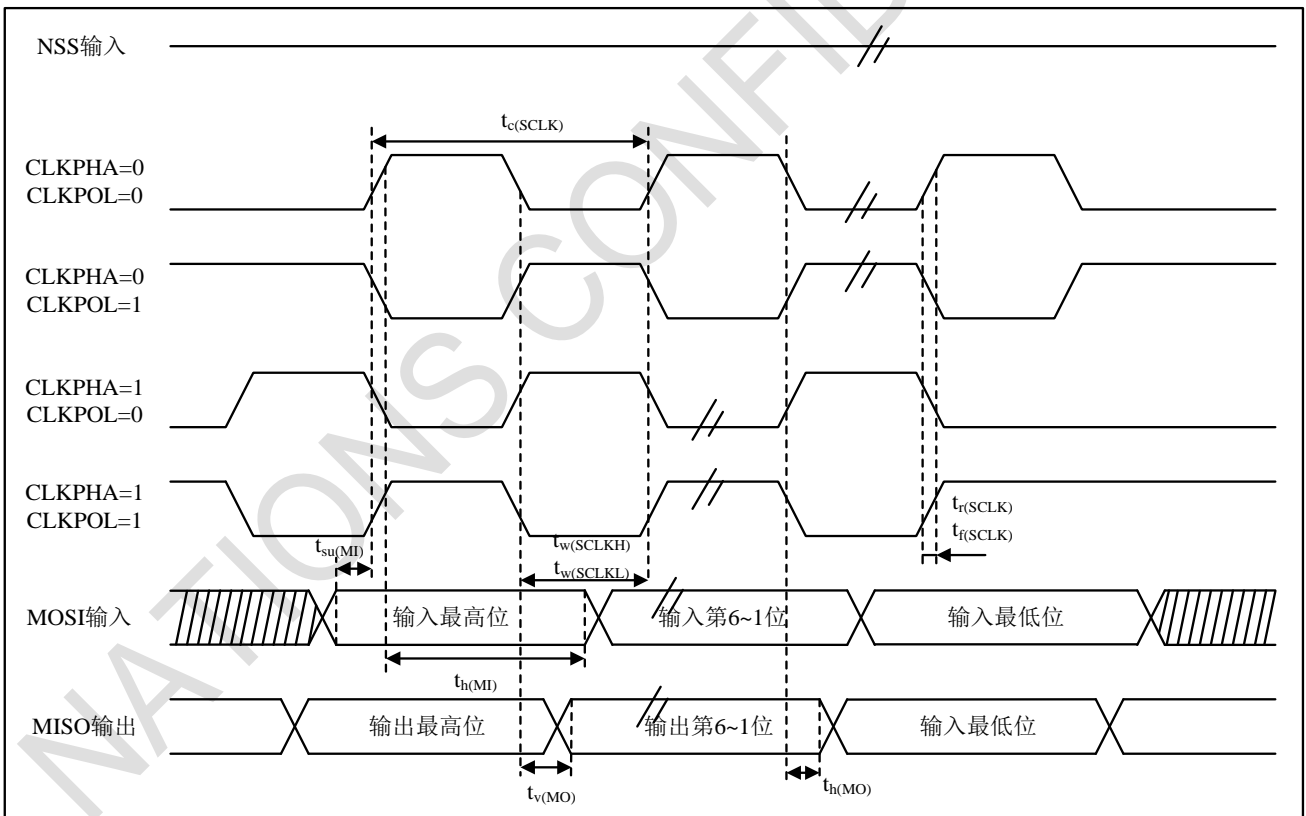 NATIONS CONFID
NSS输入
tc(SCLK)
CLKPHA=0
CLKPOL=0
CLKPHA=0
CLKPOL=1
CLKPHA=1
CLKPOL=0
CLKPHA=1
CLKPOL=1
tr(SCLK)
tf(SCLK)
tsu(MI)
tw(SCLKH)
tw(SCLKL)
MOSI输入
输入最高位
输入第6~1位
输入最低位
th(MI)
MISO输出
输出最高位
输出第6~1位
输入最低位
tv(MO)
th(MO)